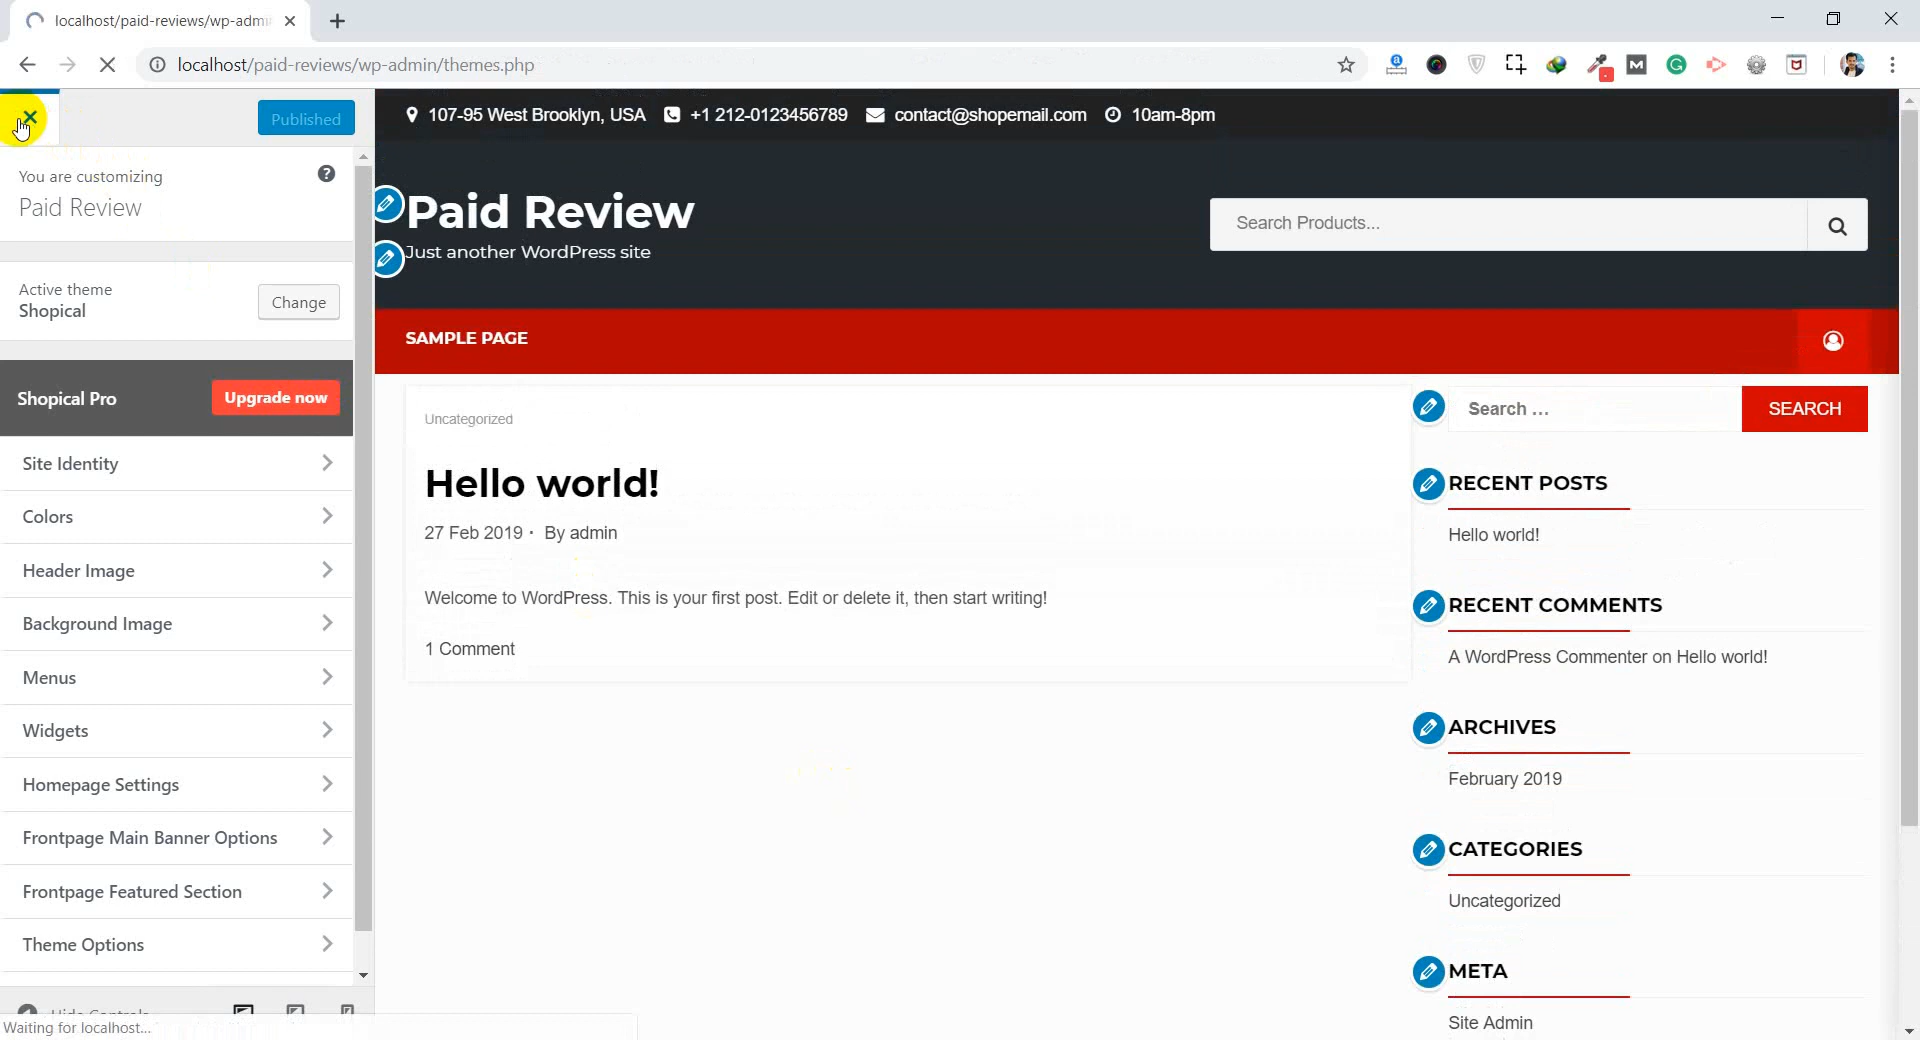 localhost/paid-reviews/wp-admi
localhost/paid-reviews/wp-admin/themes.php
Published
You are customizing
Paid Review
Active theme
Shopical
Change
Shopical Pro
Upgrade now
Site Identity
Colors
Header Image
Background Image
Menus
Widgets
Homepage Settings
Frontpage Main Banner Options
Frontpage Featured Section
Theme Options
Hide Controls
Waiting for localhost...
107-95 West Brooklyn, USA +1 212-0123456789 contact@shopemail.com 10am-8pm
Paid Review
Just another WordPress site
Search Products...
SAMPLE PAGE
Uncategorized
Hello world!
27 Feb 2019 · By admin
Welcome to WordPress. This is your first post. Edit or delete it, then start writing!
1 Comment
Search ...
SEARCH
RECENT POSTS
Hello world!
RECENT COMMENTS
A WordPress Commenter on Hello world!
ARCHIVES
February 2019
CATEGORIES
Uncategorized
META
Site Admin